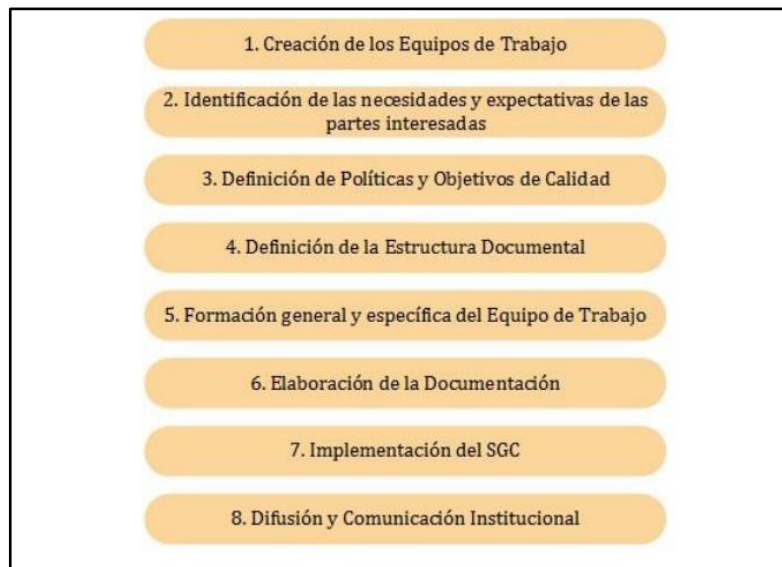 1. Creación de los Equipos de Trabajo
2. Identificación de las necesidades y expectativas de las
partes interesadas
3. Definición de Políticas y Objetivos de Calidad
4. Definición de la Estructura Documental
5. Formación general y específica del Equipo de Trabajo
6. Elaboración de la Documentación
7. Implementación del SGC
8. Difusión y Comunicación Institucional